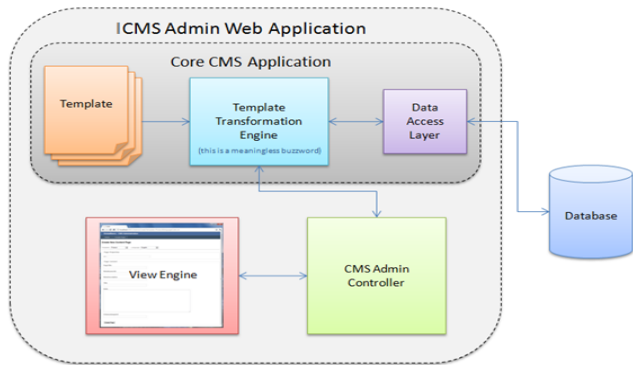 CMS Admin Web Application
Core CMS Application
Template
Template
Transformation
Engine
(this is a meaningless buzzword)
Data
Access
Layer
Database
View Engine
CMS Admin
Controller